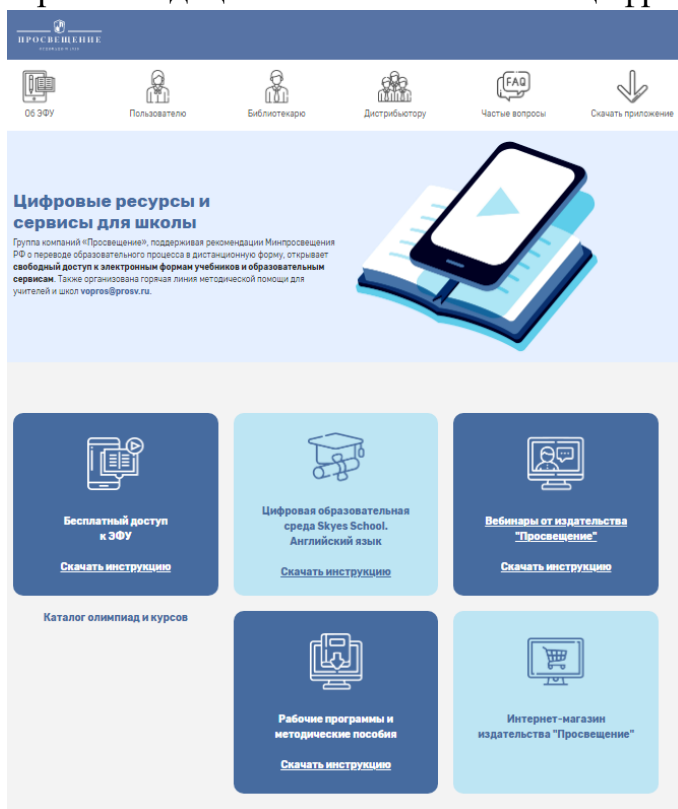 ПРОСВЕЩЕНИЕ
Об ЭФУ
Пользователю
Библиотекарю
Дистрибьютору
FAQ
Частые вопросы
Скачать приложение
Цифровые ресурсы и
сервисы для школы
Группа компаний «Просвещение», поддерживая рекомендации Минпросвещения
РФ о переводе образовательного процесса в дистанционную форму, открывает
свободный доступ к электронным формам учебников и образовательным
сервисам. Также организована горячая линия методической помощи для
учителей и школ vopros@prosv.ru.
Бесплатный доступ
к ЭФУ
Скачать инструкцию
Цифровая образовательная
среда Skyes School.
Английский язык
Скачать инструкцию
Вебинары от издательства
"Просвещение"
Скачать инструкцию
Каталог олимпиад и курсов
Рабочие программы и
методические пособия
Скачать инструкцию
Интернет-магазин
издательства "Просвещение"